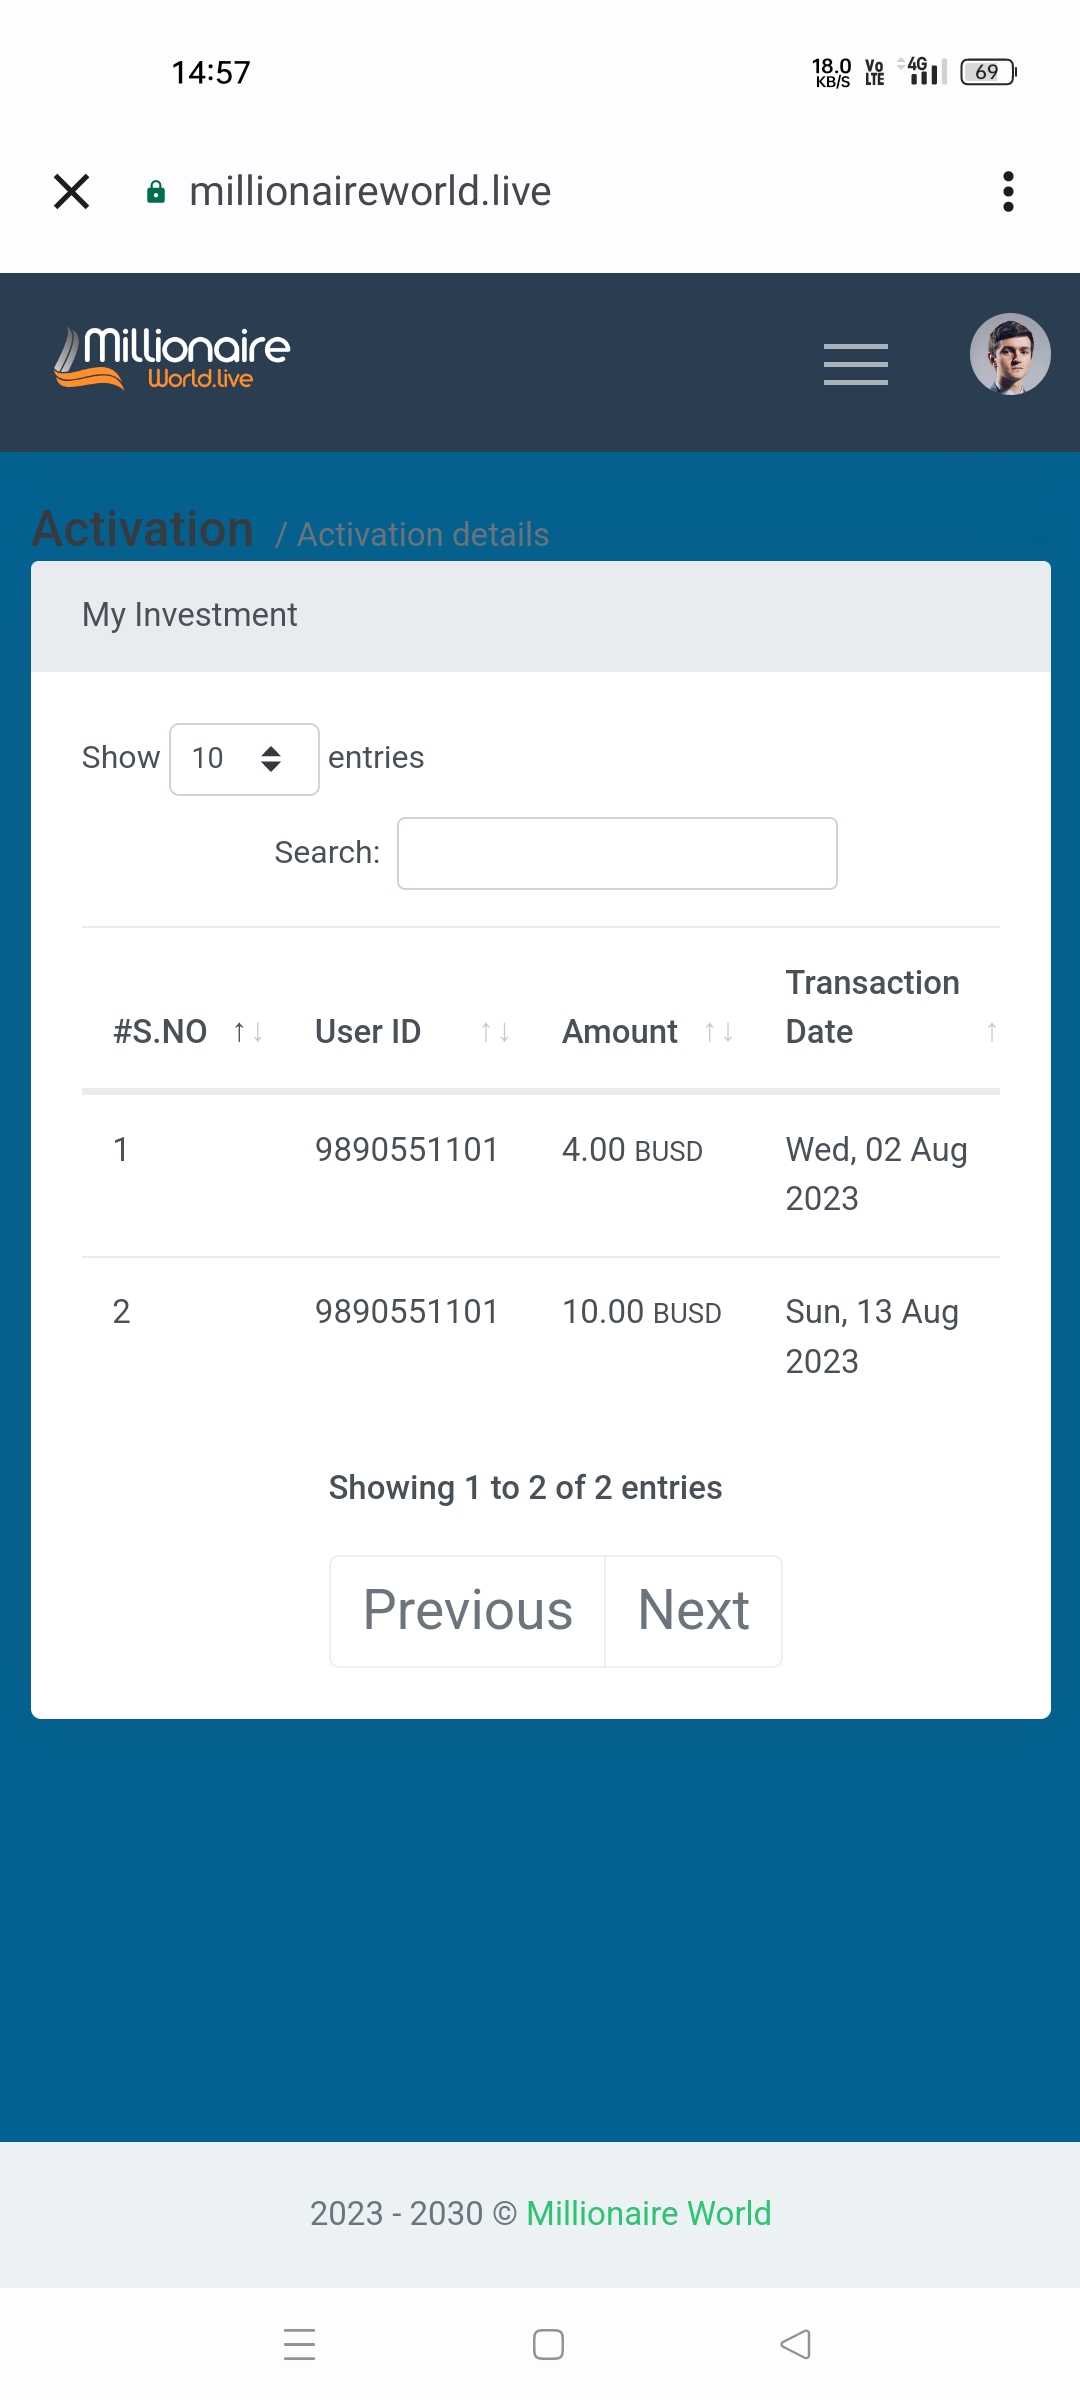 14:57
18.0 KB/S Vo LTE 4G 69
millionaireworld.live
Millionaire
World.live
Activation / Activation details
My Investment
Show 10 entries
Search:
#S.NO ↑↓ User ID ↑↓ Amount ↑↓ Transaction Date ↑
1 9890551101 4.00 BUSD Wed, 02 Aug 2023
2 9890551101 10.00 BUSD Sun, 13 Aug 2023
Showing 1 to 2 of 2 entries
Previous Next
2023 - 2030 © Millionaire World